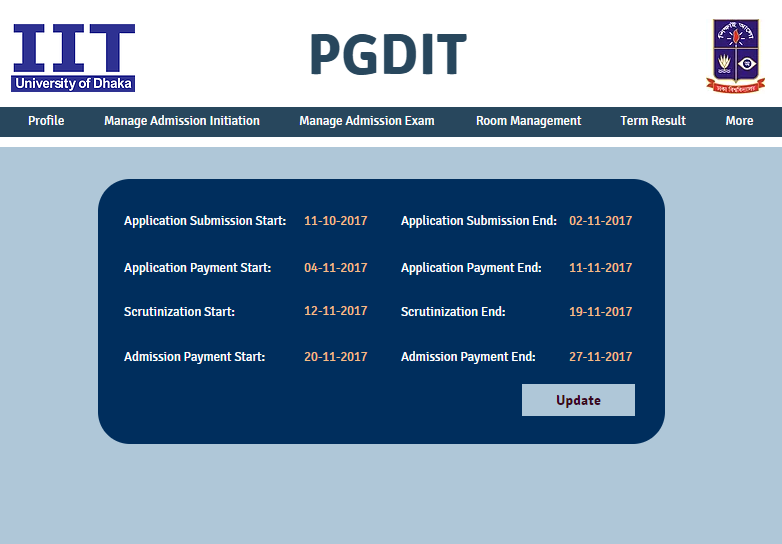 IIT
University of Dhaka
PGDIT
শিক্ষাই আলো
ঢাকা বিশ্ববিদ্যালয়
Profile Manage Admission Initiation Manage Admission Exam Room Management Term Result More
Application Submission Start: 11-10-2017 Application Submission End: 02-11-2017
Application Payment Start: 04-11-2017 Application Payment End: 11-11-2017
Scrutinization Start: 12-11-2017 Scrutinization End: 19-11-2017
Admission Payment Start: 20-11-2017 Admission Payment End: 27-11-2017
Update